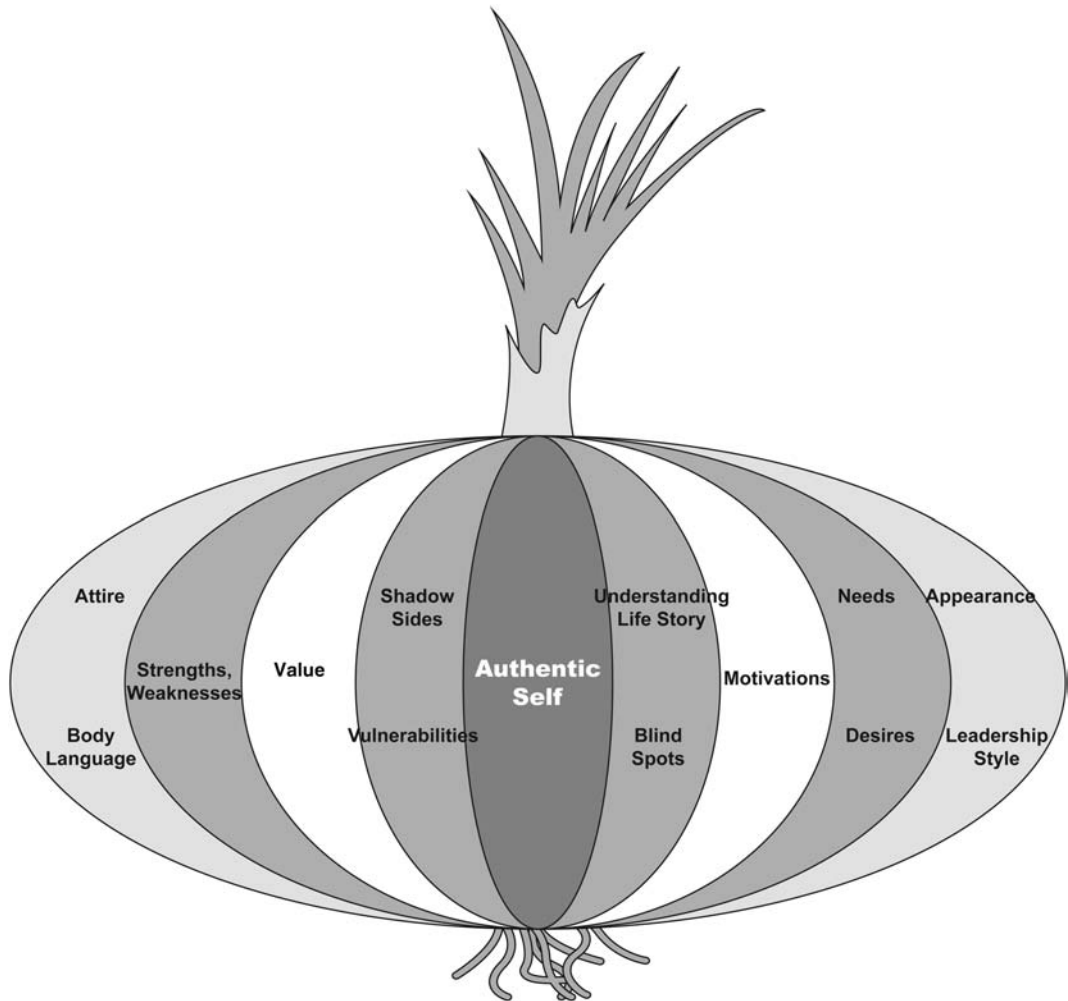 Attire
Shadow
Sides
Understanding
Life Story
Needs
Appearance
Strengths,
Weaknesses
Value
Authentic
Self
Motivations
Body
Language
Vulnerabilities
Blind
Spots
Desires
Leadership
Style